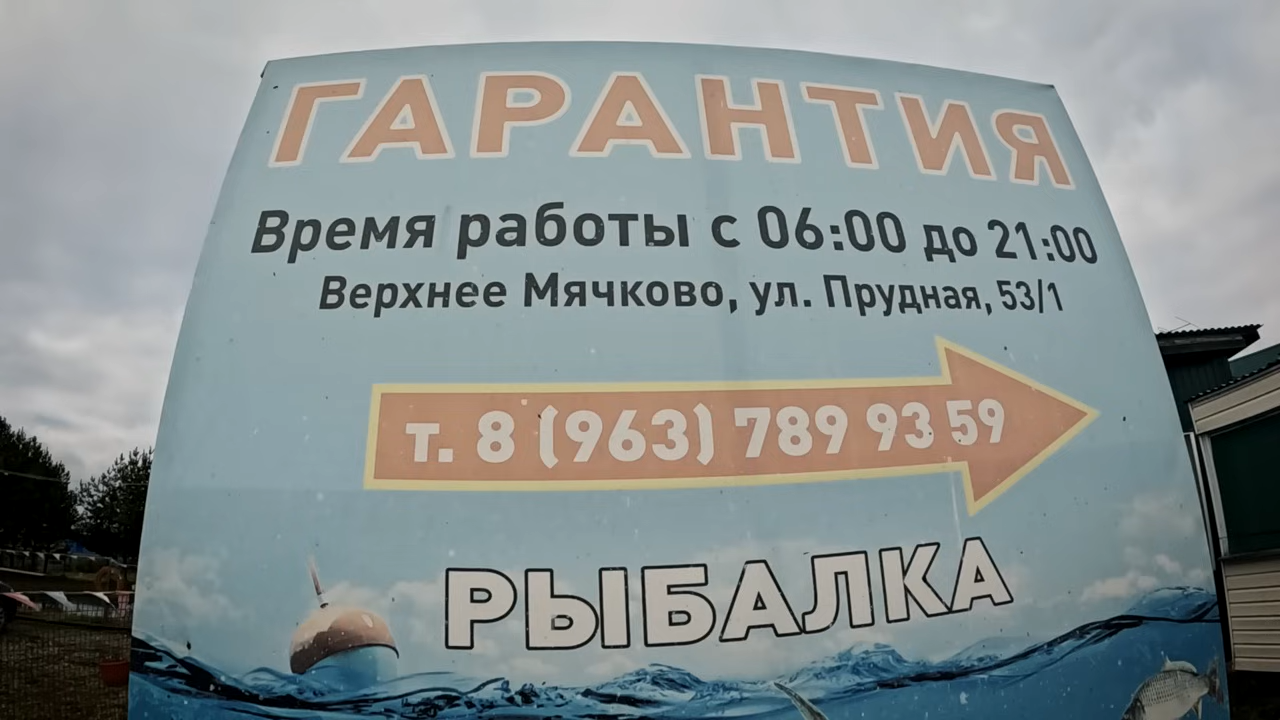 ГАРАНТИЯ
Время работы с 06:00 до 21:00
Верхнее Мячково, ул. Прудная, 53/1
т. 8 (963) 789 93 59
РЫБАЛКА